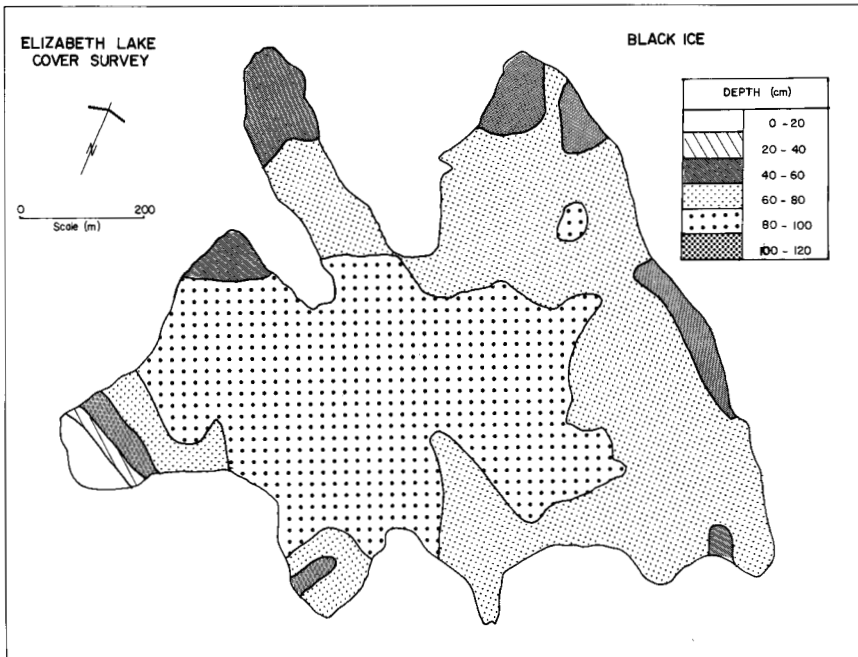 ELIZABETH LAKE
COVER SURVEY
BLACK ICE
N
0 200
Scale (m)
DEPTH (cm)
0 - 20
20 - 40
40 - 60
60 - 80
80 - 100
100 - 120